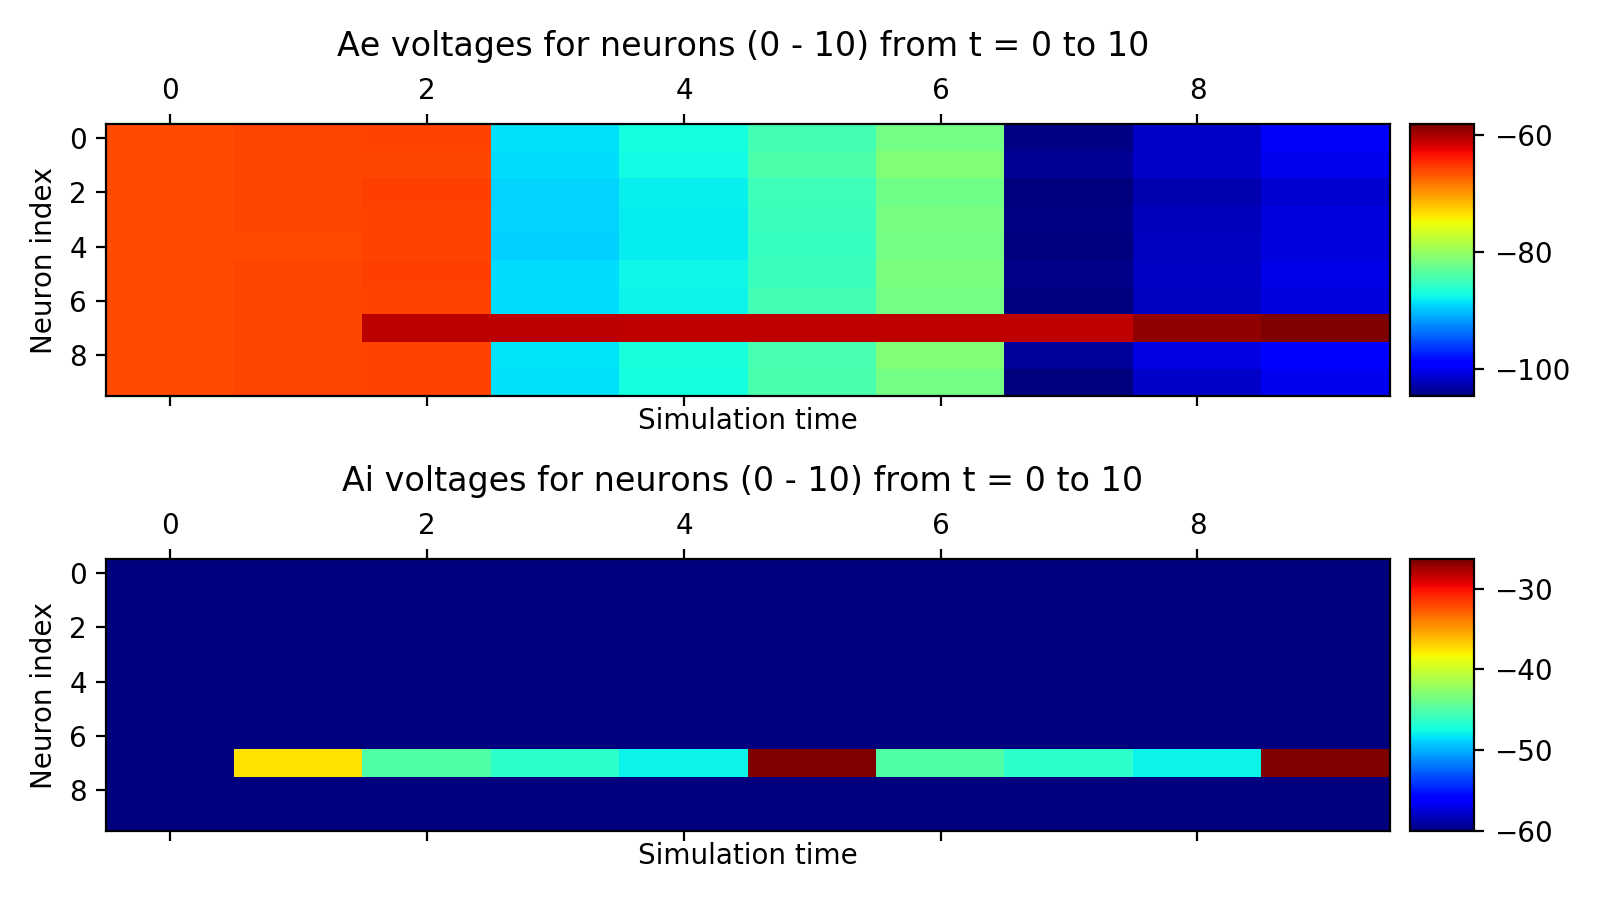 Ae voltages for neurons (0 - 10) from t = 0 to 10
0 2 4 6 8
Neuron index
0
2
4
6
8
−60
−80
−100
Simulation time
Ai voltages for neurons (0 - 10) from t = 0 to 10
0 2 4 6 8
Neuron index
0
2
4
6
8
−30
−40
−50
−60
Simulation time